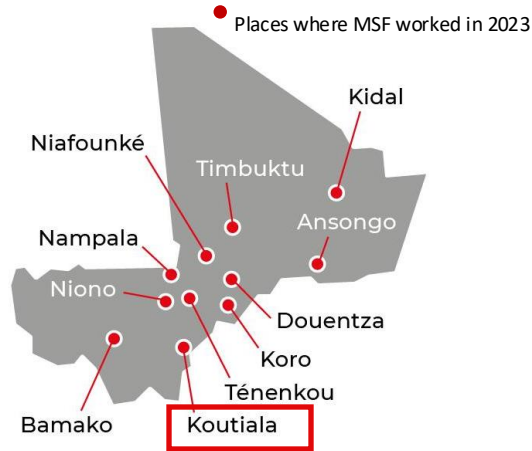 Places where MSF worked in 2023
Kidal
Niafounké
Timbuktu
Ansongo
Nampala
Niono
Douentza
Koro
Ténenkou
Bamako
Koutiala